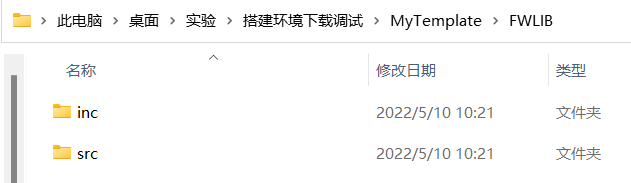 此电脑 > 桌面 > 实验 > 搭建环境下载调试 > MyTemplate > FWLIB
名称 修改日期 类型
inc 2022/5/10 10:21 文件夹
src 2022/5/10 10:21 文件夹